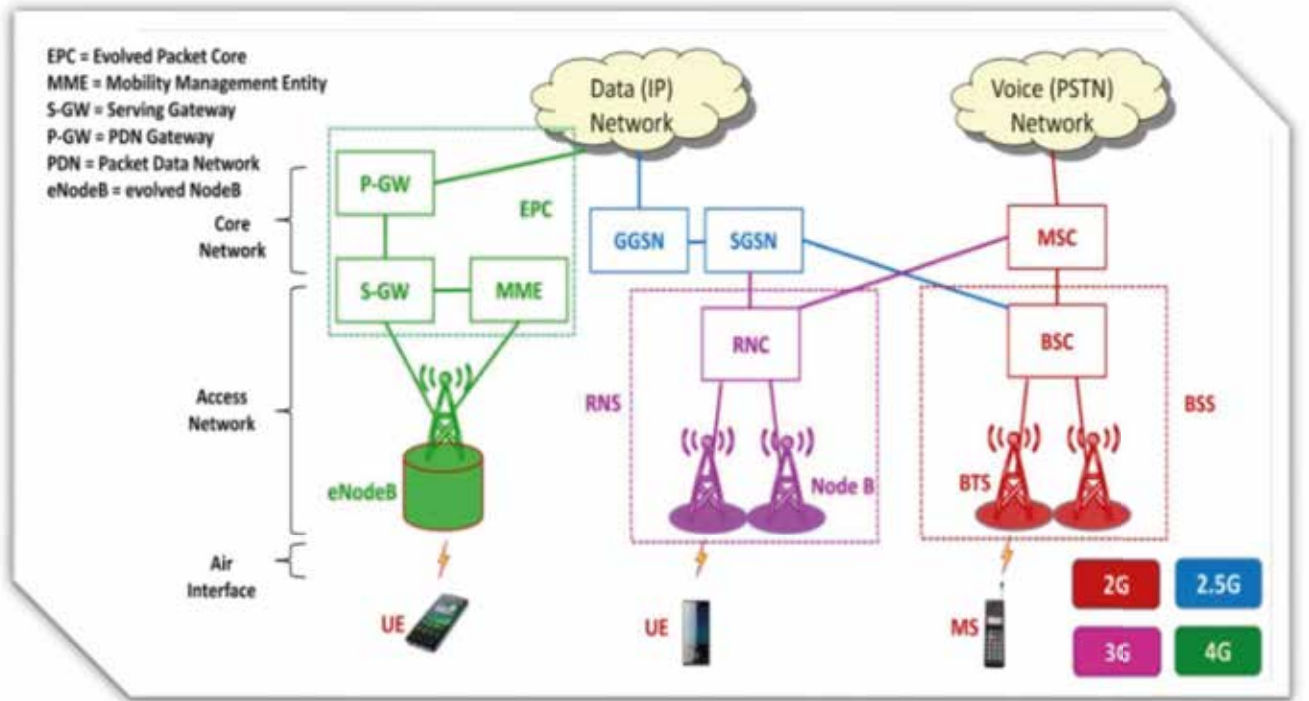 EPC = Evolved Packet Core
MME = Mobility Management Entity
S-GW = Serving Gateway
P-GW = PDN Gateway
PDN = Packet Data Network
eNodeB = evolved NodeB
Data (IP)
Network
Voice (PSTN)
Network
Core
Network
P-GW
EPC
S-GW
MME
GGSN
SGSN
MSC
Access
Network
RNC
BSC
RNS
BSS
eNodeB
Node B
BTS
Air
Interface
UE
UE
MS
2G
2.5G
3G
4G